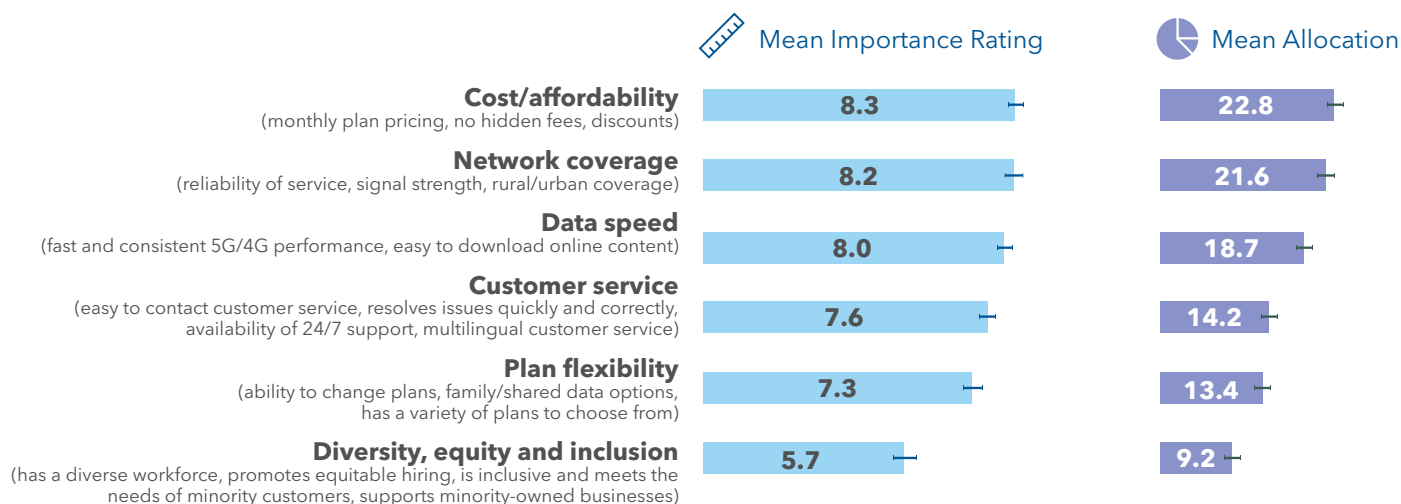 Mean Importance Rating
Mean Allocation
Cost/affordability
(monthly plan pricing, no hidden fees, discounts)
8.3
22.8
Network coverage
(reliability of service, signal strength, rural/urban coverage)
8.2
21.6
Data speed
(fast and consistent 5G/4G performance, easy to download online content)
8.0
18.7
Customer service
(easy to contact customer service, resolves issues quickly and correctly,
availability of 24/7 support, multilingual customer service)
7.6
14.2
Plan flexibility
(ability to change plans, family/shared data options,
has a variety of plans to choose from)
7.3
13.4
Diversity, equity and inclusion
(has a diverse workforce, promotes equitable hiring, is inclusive and meets the
needs of minority customers, supports minority-owned businesses)
5.7
9.2